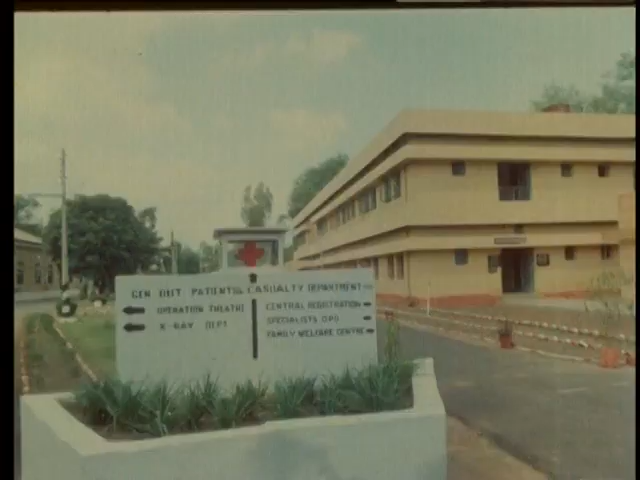 GEN OUT PATIENTS CASUALTY DEPARTMENT
OPERATION THEATRE
X-RAY DEPT
CENTRAL REGISTRATION
SPECIALISTS OPD
FAMILY WELFARE CENTRE